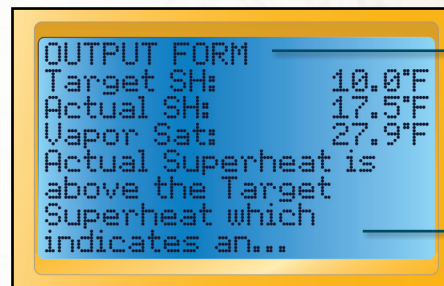 OUTPUT FORM
Target SH: 10.0°F
Actual SH: 17.5°F
Vapor Sat: 27.9°F
Actual Superheat is
above the Target
Superheat which
indicates an...